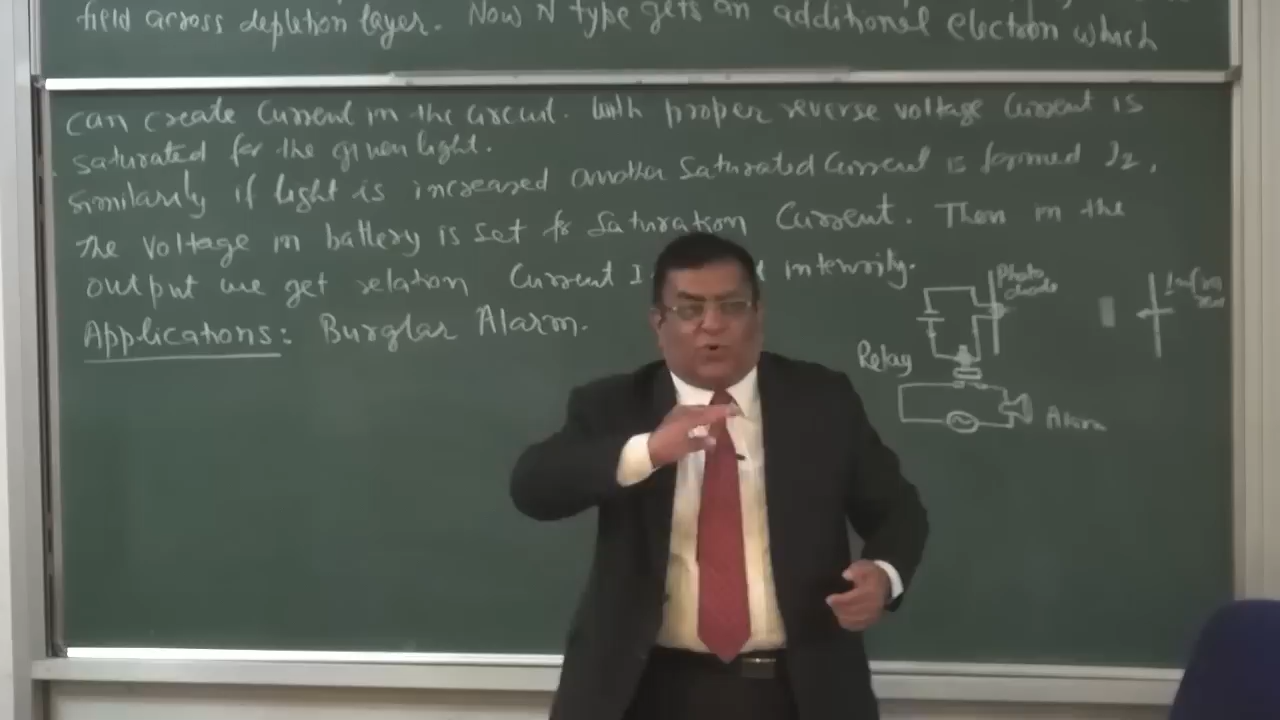 field across depletion layer. Now N type gets an additional electron which
can create current in the circuit. With proper reverse voltage current is
saturated for the given light.
Similarly if light is increased another saturated current is formed I2,
The voltage in battery is set for saturation current. Then in the
output we get relation current I intensity.
Applications: Burglar Alarm.
Photo
diode
Relay
Alarm